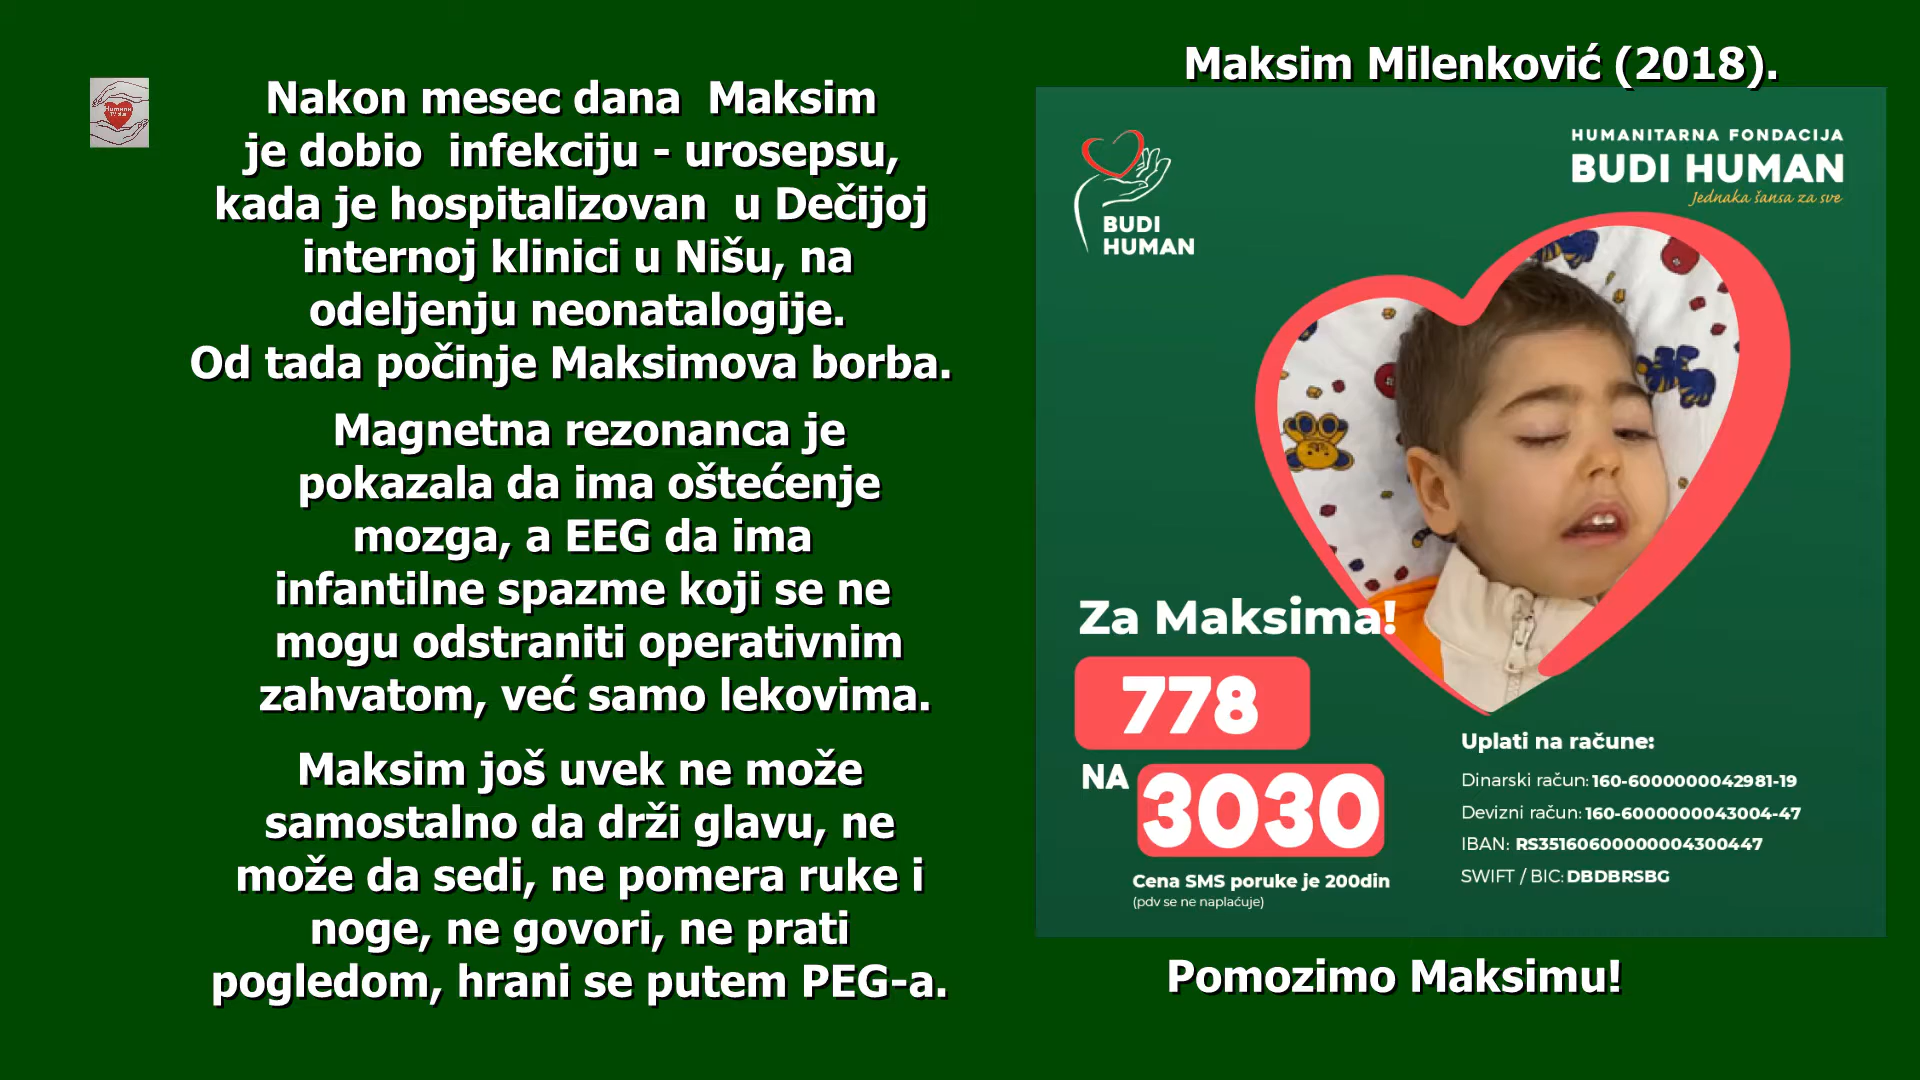 Nakon mesec dana  Maksim
je dobio  infekciju - urosepsu,
kada je hospitalizovan  u Dečijoj
internoj klinici u Nišu, na
odeljenju neonatalogije.
Od tada počinje Maksimova borba.
Magnetna rezonanca je
pokazala da ima oštećenje
mozga, a EEG da ima
infantilne spazme koji se ne
mogu odstraniti operativnim
zahvatom, već samo lekovima.
Maksim još uvek ne može
samostalno da drži glavu, ne
može da sedi, ne pomera ruke i
noge, ne govori, ne prati
pogledom, hrani se putem PEG-a.
Maksim Milenković (2018).
BUDI
HUMAN
HUMANITARNA FONDACIJA
BUDI HUMAN
Jednaka šansa za sve
Za Maksima!
778
NA
3030
Cena SMS poruke je 200din
(pdv se ne naplaćuje)
Uplati na račune:
Dinarski račun: 160-6000000042981-19
Devizni račun: 160-6000000043004-47
IBAN: RS35160600000004300447
SWIFT / BIC: DBDBRSBG
Pomozimo Maksimu!